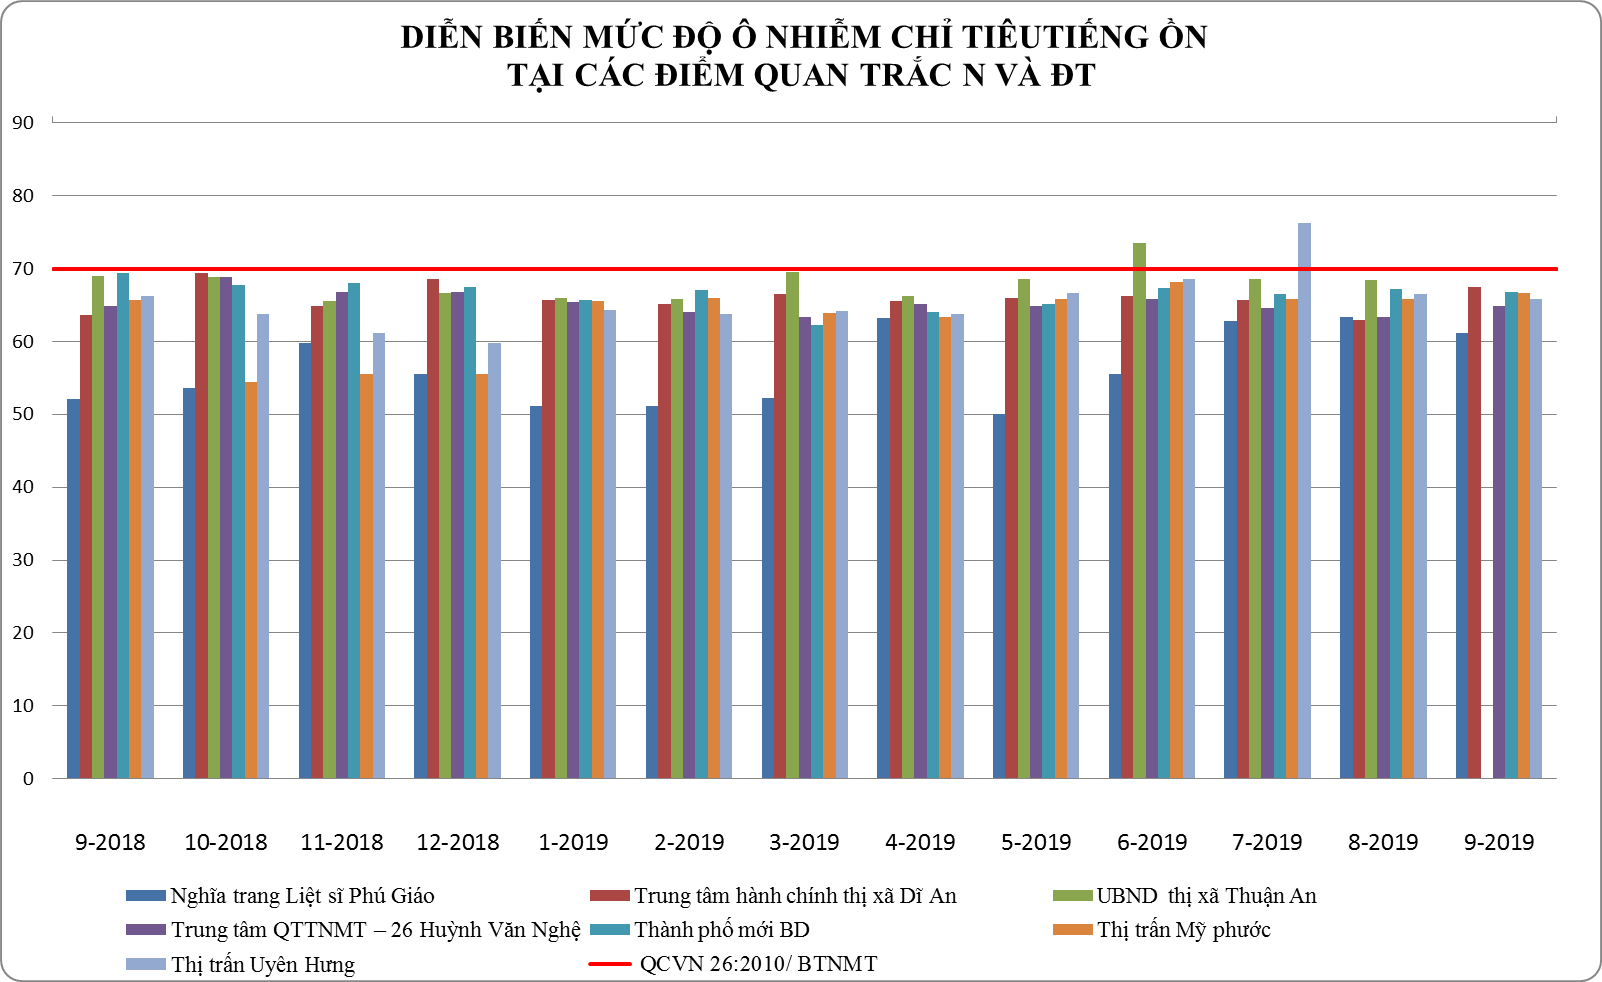 DIỄN BIẾN MỨC ĐỘ Ô NHIỄM CHỈ TIÊUTIẾNG ỒN
TẠI CÁC ĐIỂM QUAN TRẮC N VÀ ĐT
90
80
70
60
50
40
30
20
10
0
9-2018 10-2018 11-2018 12-2018 1-2019 2-2019 3-2019 4-2019 5-2019 6-2019 7-2019 8-2019 9-2019
Nghĩa trang Liệt sĩ Phú Giáo Trung tâm hành chính thị xã Dĩ An UBND thị xã Thuận An
Trung tâm QTTNMT – 26 Huỳnh Văn Nghệ Thành phố mới BD Thị trấn Mỹ phước
Thị trấn Uyên Hưng QCVN 26:2010/ BTNMT